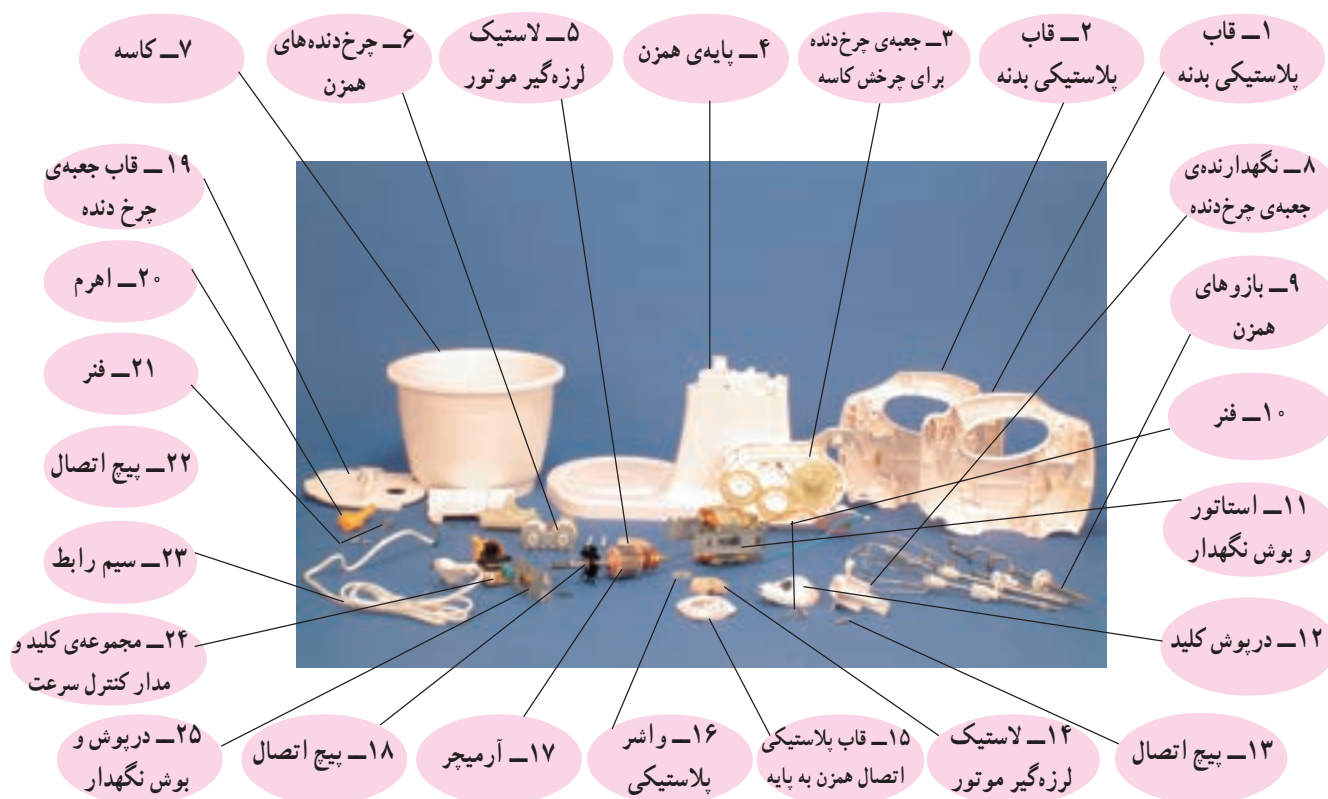 ۱ــ قاب
پلاستیکی بدنه
۲ــ قاب
پلاستیکی بدنه
۳ــ جعبه‌ی چرخ‌دنده
برای چرخش کاسه
۴ــ پایه‌ی همزن
۵ــ لاستیک
لرزه‌گیر موتور
۶ــ چرخ‌دنده‌های
همزن
۷ــ کاسه
۸ــ نگهدارنده‌ی
جعبه‌ی چرخ‌دنده
۹ــ بازوهای
همزن
۱۰ــ فنر
۱۱ــ استاتور
و بوش نگهدار
۱۲ــ درپوش کلید
۱۳ــ پیچ اتصال
۱۴ــ لاستیک
لرزه‌گیر موتور
۱۵ــ قاب پلاستیکی
اتصال همزن به پایه
۱۶ــ واشر
پلاستیکی
۱۷ــ آرمیچر
۱۸ــ پیچ اتصال
۱۹ــ قاب جعبه‌ی
چرخ دنده
۲۰ــ اهرم
۲۱ــ فنر
۲۲ــ پیچ اتصال
۲۳ــ سیم رابط
۲۴ــ مجموعه‌ی کلید و
مدار کنترل سرعت
۲۵ــ درپوش و
بوش نگهدار